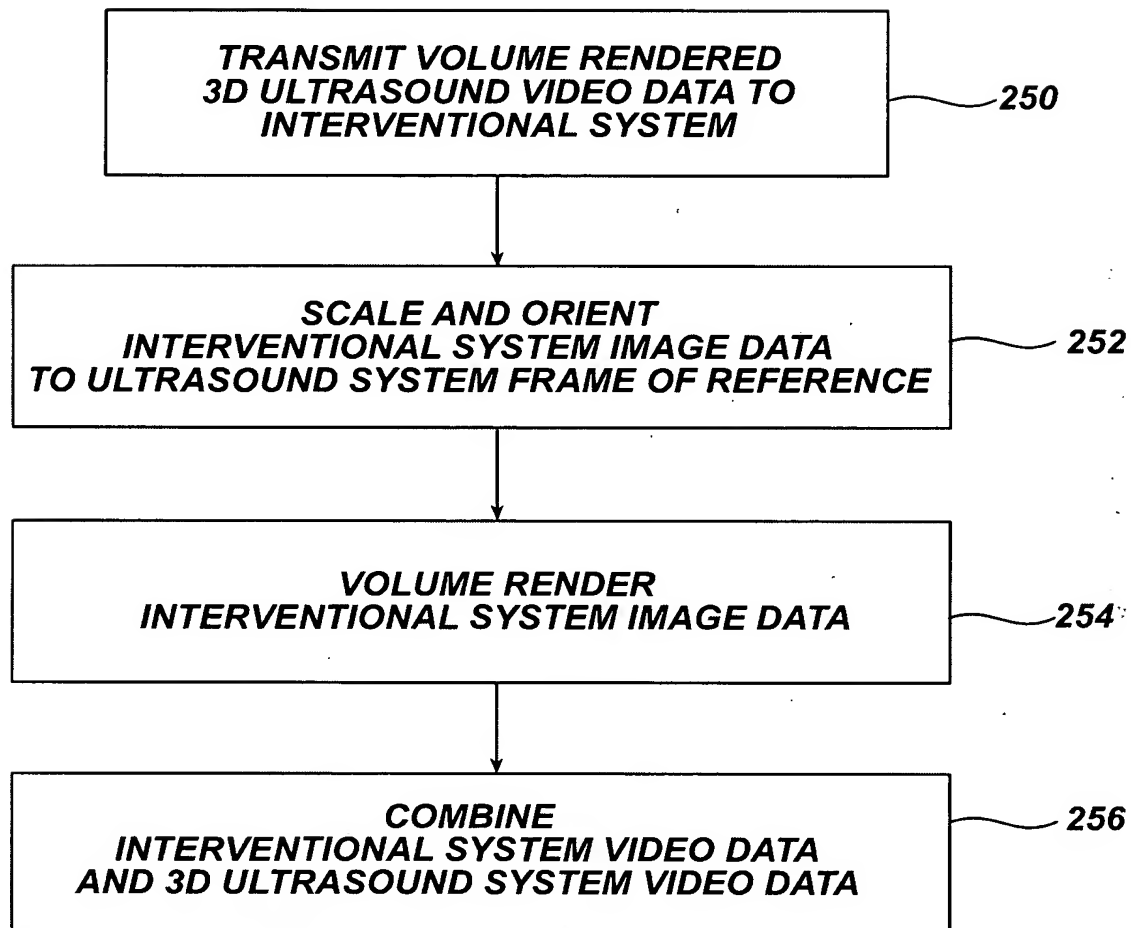 TRANSMIT VOLUME RENDERED
3D ULTRASOUND VIDEO DATA TO
INTERVENTIONAL SYSTEM
250
SCALE AND ORIENT
INTERVENTIONAL SYSTEM IMAGE DATA
TO ULTRASOUND SYSTEM FRAME OF REFERENCE
252
VOLUME RENDER
INTERVENTIONAL SYSTEM IMAGE DATA
254
COMBINE
INTERVENTIONAL SYSTEM VIDEO DATA
AND 3D ULTRASOUND SYSTEM VIDEO DATA
256